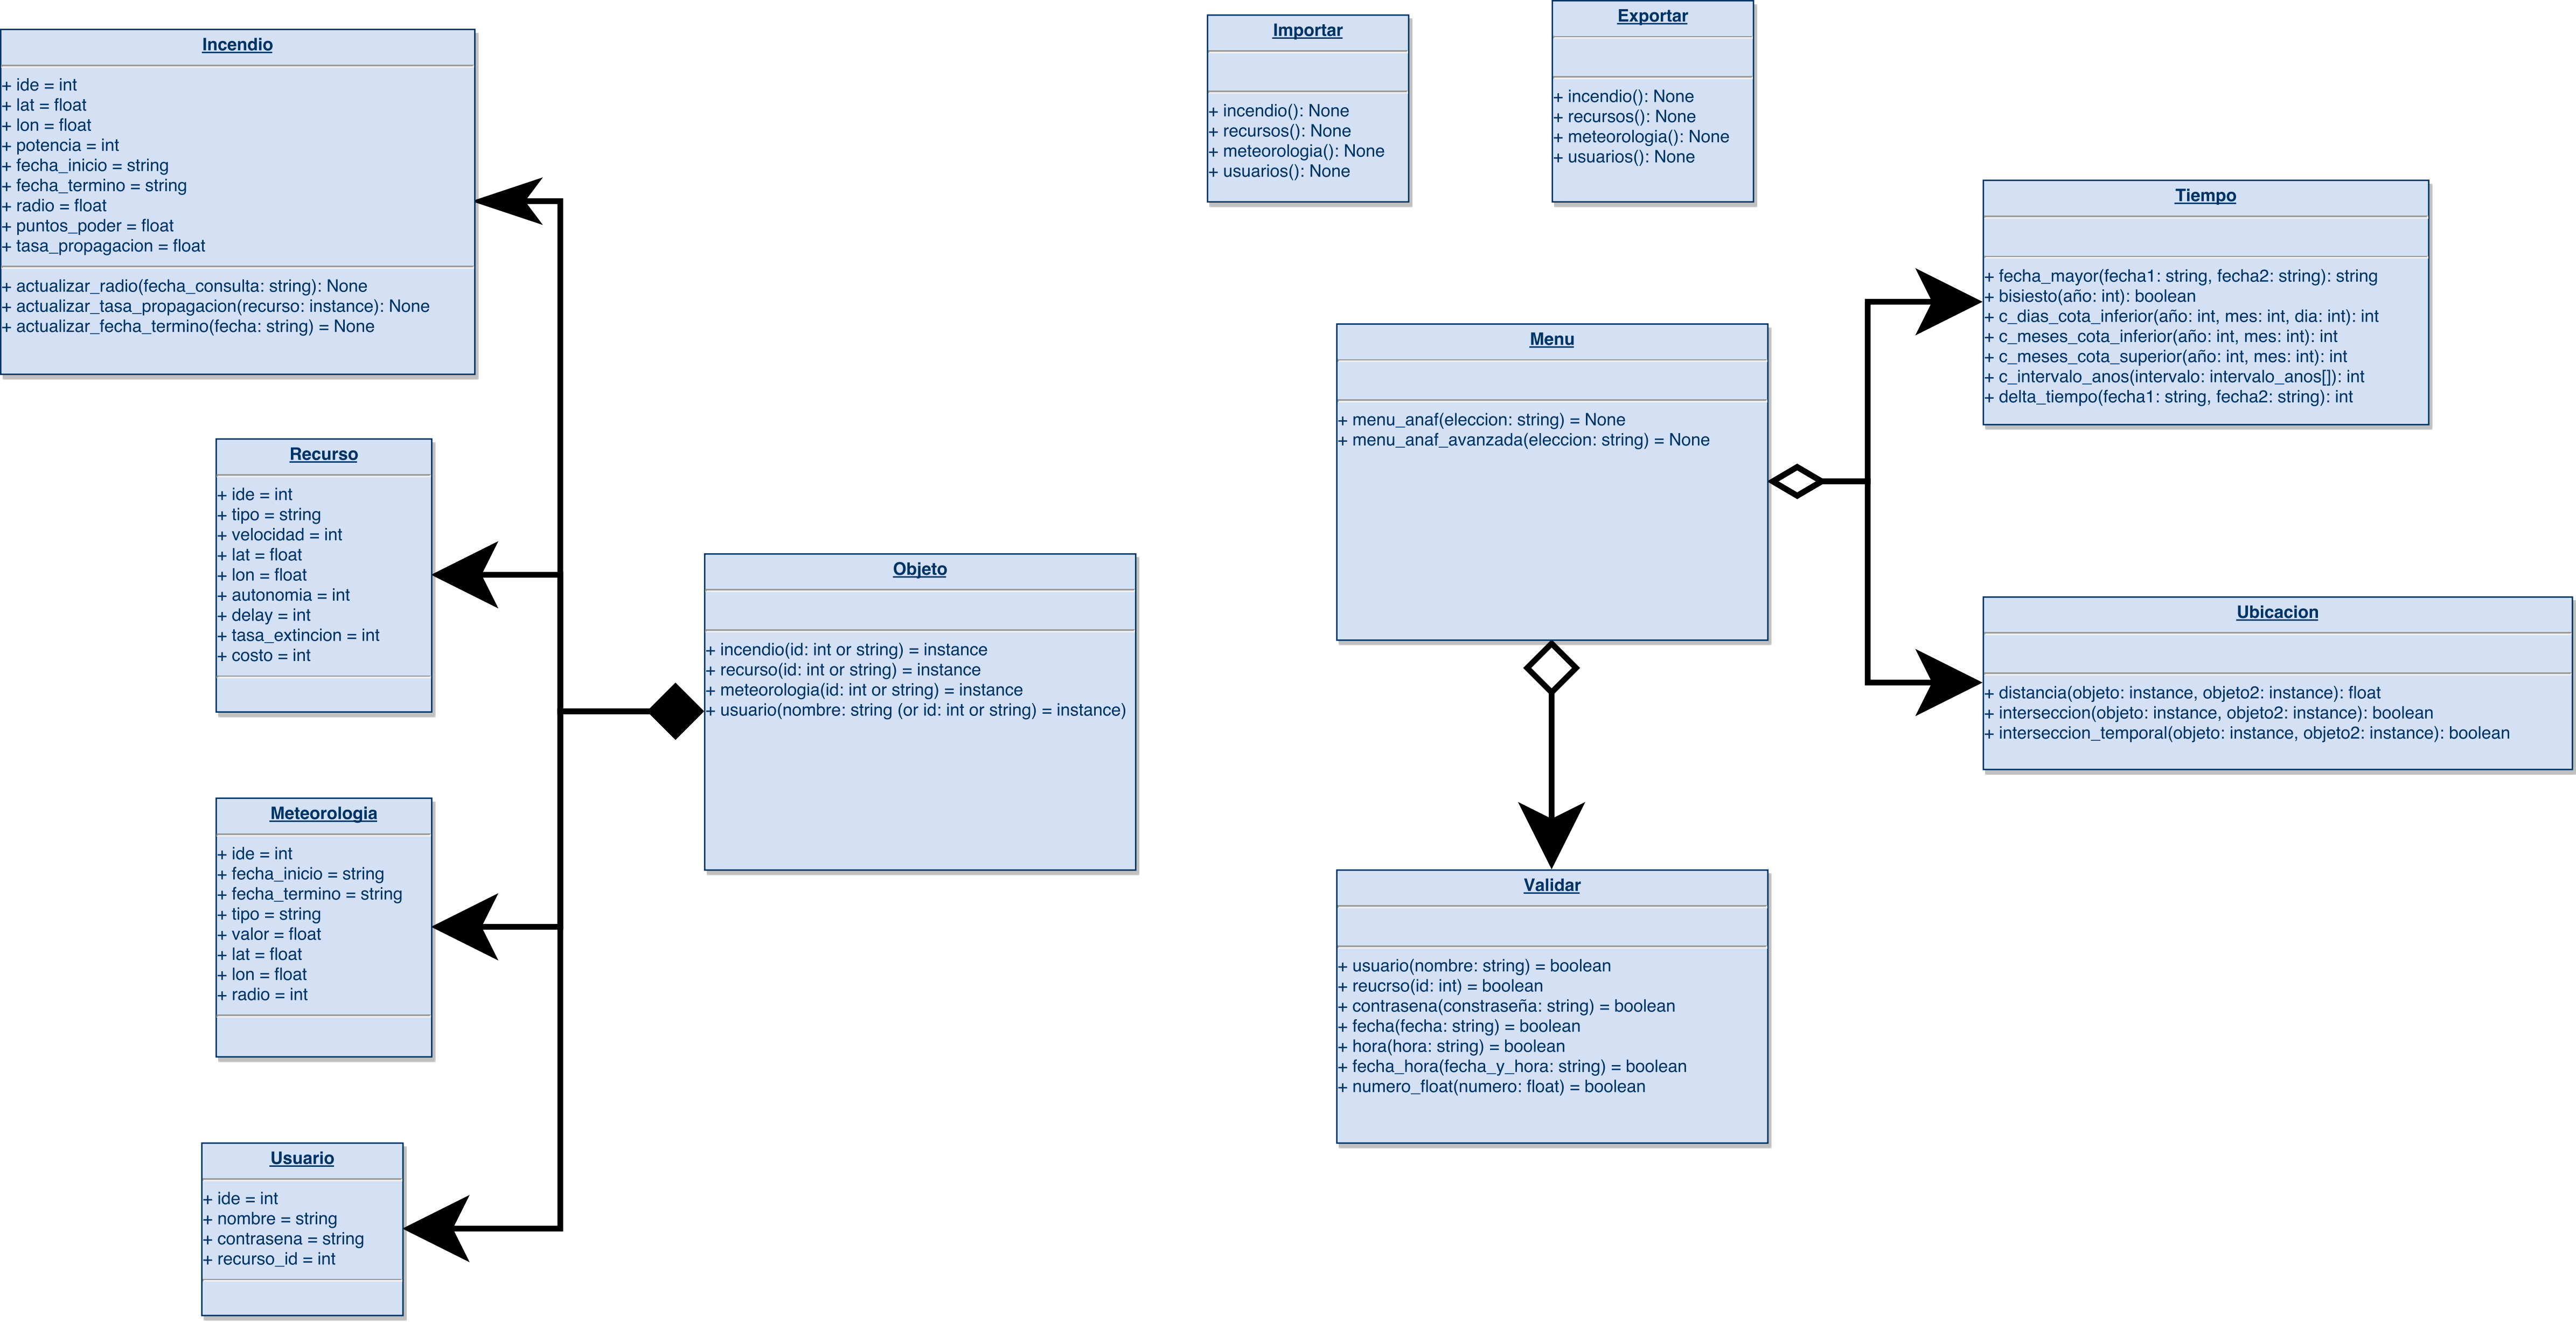 Incendio
+ ide = int
+ lat = float
+ lon = float
+ potencia = int
+ fecha_inicio = string
+ fecha_termino = string
+ radio = float
+ puntos_poder = float
+ tasa_propagacion = float
+ actualizar_radio(fecha_consulta: string): None
+ actualizar_tasa_propagacion(recurso: instance): None
+ actualizar_fecha_termino(fecha: string) = None
Recurso
+ ide = int
+ tipo = string
+ velocidad = int
+ lat = float
+ lon = float
+ autonomia = int
+ delay = int
+ tasa_extincion = int
+ costo = int
Meteorologia
+ ide = int
+ fecha_inicio = string
+ fecha_termino = string
+ tipo = string
+ valor = float
+ lat = float
+ lon = float
+ radio = int
Usuario
+ ide = int
+ nombre = string
+ contrasena = string
+ recurso_id = int
Objeto
+ incendio(id: int or string) = instance
+ recurso(id: int or string) = instance
+ meteorologia(id: int or string) = instance
+ usuario(nombre: string (or id: int or string) = instance)
Importar
+ incendio(): None
+ recursos(): None
+ meteorologia(): None
+ usuarios(): None
Exportar
+ incendio(): None
+ recursos(): None
+ meteorologia(): None
+ usuarios(): None
Menu
+ menu_anaf(eleccion: string) = None
+ menu_anaf_avanzada(eleccion: string) = None
Validar
+ usuario(nombre: string) = boolean
+ reucrso(id: int) = boolean
+ contrasena(constraseña: string) = boolean
+ fecha(fecha: string) = boolean
+ hora(hora: string) = boolean
+ fecha_hora(fecha_y_hora: string) = boolean
+ numero_float(numero: float) = boolean
Tiempo
+ fecha_mayor(fecha1: string, fecha2: string): string
+ bisiesto(año: int): boolean
+ c_dias_cota_inferior(año: int, mes: int, dia: int): int
+ c_meses_cota_inferior(año: int, mes: int): int
+ c_meses_cota_superior(año: int, mes: int): int
+ c_intervalo_anos(intervalo: intervalo_anos[]): int
+ delta_tiempo(fecha1: string, fecha2: string): int
Ubicacion
+ distancia(objeto: instance, objeto2: instance): float
+ interseccion(objeto: instance, objeto2: instance): boolean
+ interseccion_temporal(objeto: instance, objeto2: instance): boolean